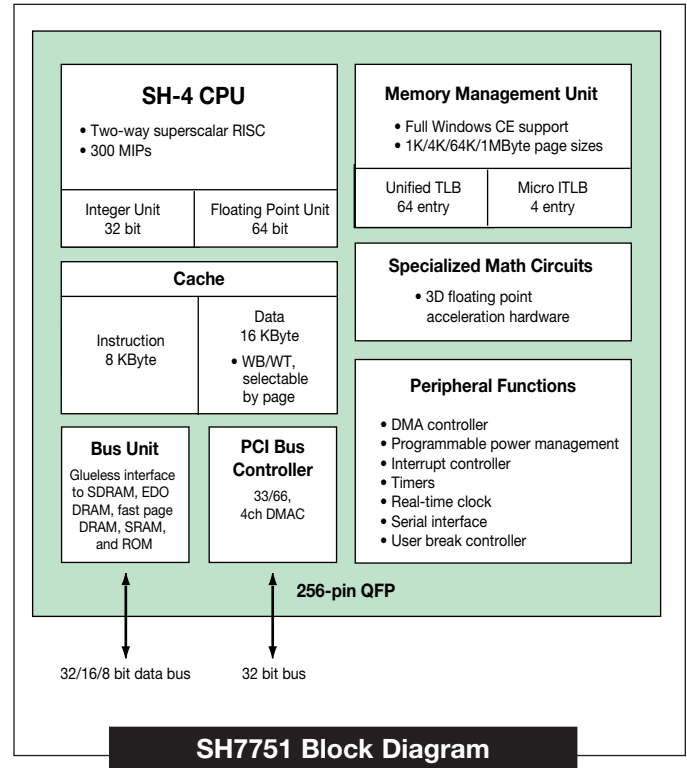 SH-4 CPU
• Two-way superscalar RISC
• 300 MIPs
Integer Unit
32 bit
Floating Point Unit
64 bit
Cache
Instruction
8 KByte
Data
16 KByte
• WB/WT,
selectable
by page
Bus Unit
Glueless interface
to SDRAM, EDO
DRAM, fast page
DRAM, SRAM,
and ROM
PCI Bus
Controller
33/66,
4ch DMAC
Memory Management Unit
• Full Windows CE support
• 1K/4K/64K/1MByte page sizes
Unified TLB
64 entry
Micro ITLB
4 entry
Specialized Math Circuits
• 3D floating point
acceleration hardware
Peripheral Functions
• DMA controller
• Programmable power management
• Interrupt controller
• Timers
• Real-time clock
• Serial interface
• User break controller
256-pin QFP
32/16/8 bit data bus
32 bit bus
SH7751 Block Diagram